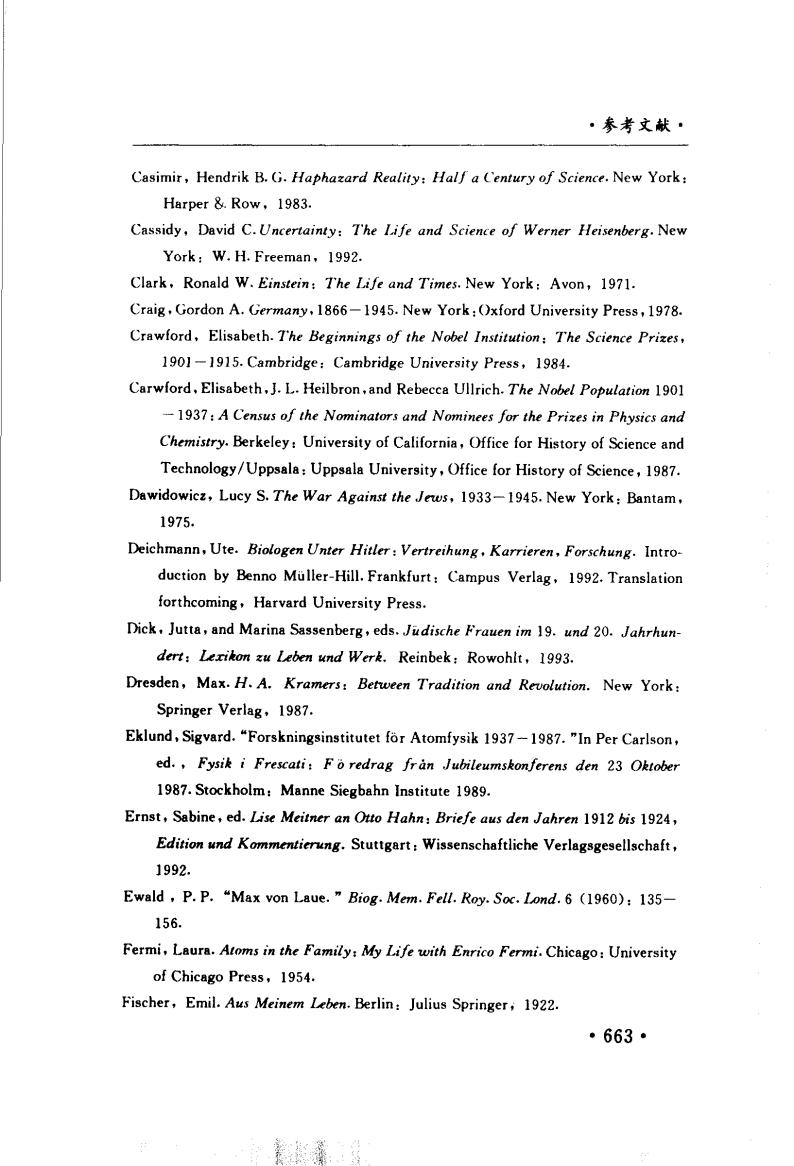 ·参考文献·
Casimir, Hendrik B. G. Haphazard Reality: Half a Century of Science. New York:
Harper & Row, 1983.
Cassidy, David C. Uncertainty: The Life and Science of Werner Heisenberg. New
York: W. H. Freeman, 1992.
Clark, Ronald W. Einstein: The Life and Times. New York: Avon, 1971.
Craig, Gordon A. Germany, 1866—1945. New York: Oxford University Press, 1978.
Crawford, Elisabeth. The Beginnings of the Nobel Institution: The Science Prizes,
1901—1915. Cambridge: Cambridge University Press, 1984.
Carwford, Elisabeth, J. L. Heilbron, and Rebecca Ullrich. The Nobel Population 1901
—1937: A Census of the Nominators and Nominees for the Prizes in Physics and
Chemistry. Berkeley: University of California, Office for History of Science and
Technology/Uppsala: Uppsala University, Office for History of Science, 1987.
Dawidowicz, Lucy S. The War Against the Jews, 1933—1945. New York: Bantam,
1975.
Deichmann, Ute. Biologen Unter Hitler: Vertreihung, Karrieren, Forschung. Intro-
duction by Benno Müller-Hill. Frankfurt: Campus Verlag, 1992. Translation
forthcoming, Harvard University Press.
Dick, Jutta, and Marina Sassenberg, eds. Jüdische Frauen im 19. und 20. Jahrhun-
dert: Lexikon zu Leben und Werk. Reinbek: Rowohlt, 1993.
Dresden, Max. H. A. Kramers: Between Tradition and Revolution. New York:
Springer Verlag, 1987.
Eklund, Sigvard. “Forskningsinstitutet för Atomfysik 1937—1987. ”In Per Carlson,
ed. , Fysik i Frescati: F ö redrag från Jubileumskonferens den 23 Oktober
1987. Stockholm: Manne Siegbahn Institute 1989.
Ernst, Sabine, ed. Lise Meitner an Otto Hahn: Briefe aus den Jahren 1912 bis 1924,
Edition und Kommentierung. Stuttgart: Wissenschaftliche Verlagsgesellschaft,
1992.
Ewald , P. P. “Max von Laue. ” Biog. Mem. Fell. Roy. Soc. Lond. 6 (1960): 135—
156.
Fermi, Laura. Atoms in the Family: My Life with Enrico Fermi. Chicago: University
of Chicago Press, 1954.
Fischer, Emil. Aus Meinem Leben. Berlin: Julius Springer, 1922.
·663·